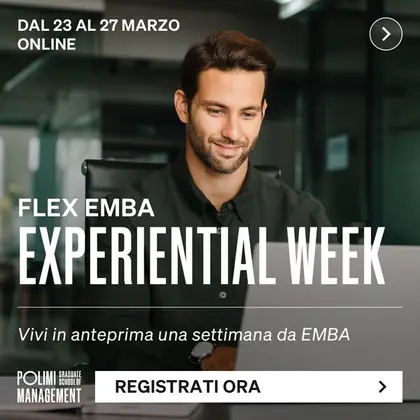 DAL 23 AL 27 MARZO
ONLINE
FLEX EMBA
EXPERIENTIAL WEEK
Vivi in anteprima una settimana da EMBA
POLIMI GRADUATE SCHOOL OF
MANAGEMENT
REGISTRATI ORA